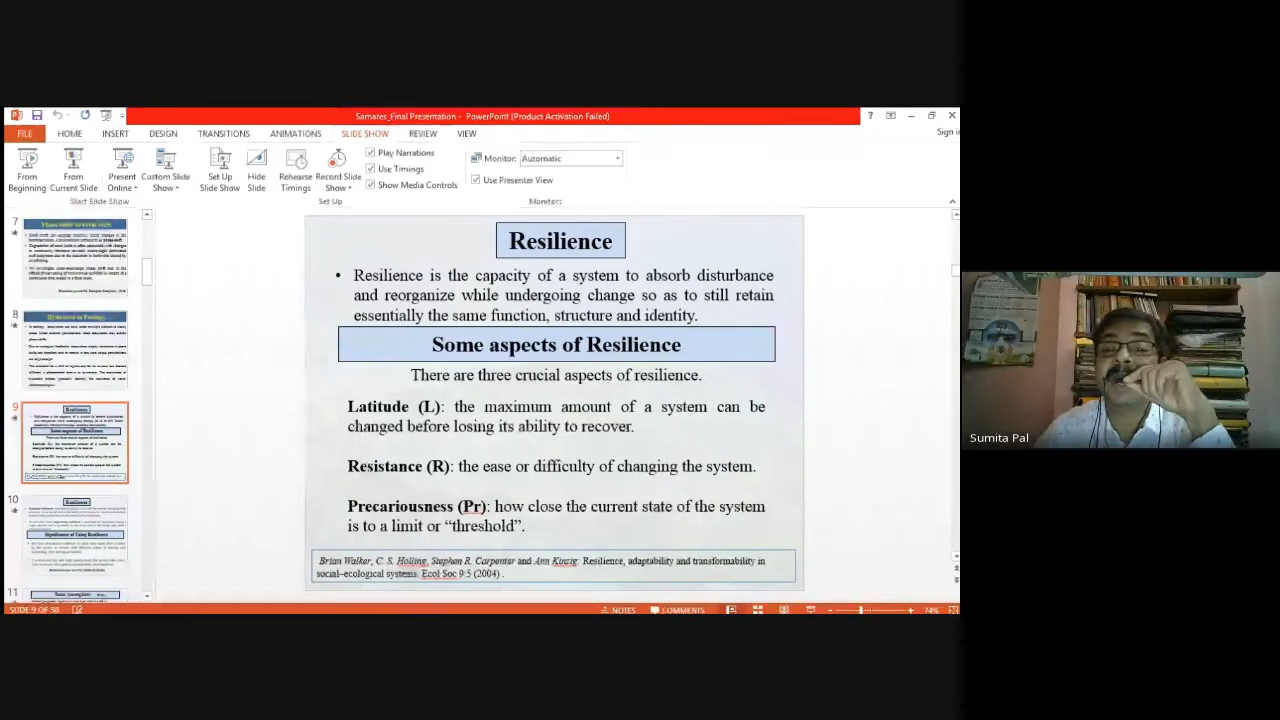 Samares_Final Presentation - PowerPoint (Product Activation Failed)
FILE HOME INSERT DESIGN TRANSITIONS ANIMATIONS SLIDE SHOW REVIEW VIEW Sign in
From Beginning
From Current Slide
Present Online
Custom Slide Show
Set Up Slide Show
Hide Slide
Rehearse Timings
Record Slide Show
Play Narrations
Use Timings
Show Media Controls
Monitor: Automatic
Use Presenter View
Start Slide Show Set Up Monitors
7
8
9
10
11
Resilience
• Resilience is the capacity of a system to absorb disturbance
and reorganize while undergoing change so as to still retain
essentially the same function, structure and identity.
Some aspects of Resilience
There are three crucial aspects of resilience.
Latitude (L): the maximum amount of a system can be
changed before losing its ability to recover.
Resistance (R): the ease or difficulty of changing the system.
Precariousness (Pr): how close the current state of the system
is to a limit or “threshold”.
Brian Walker, C. S. Holling, Stephen R. Carpenter and Ann Kinzig: Resilience, adaptability and transformability in
social–ecological systems. Ecol Soc 9:5 (2004) .
SLIDE 9 OF 58 NOTES COMMENTS 74%
Sumita Pal